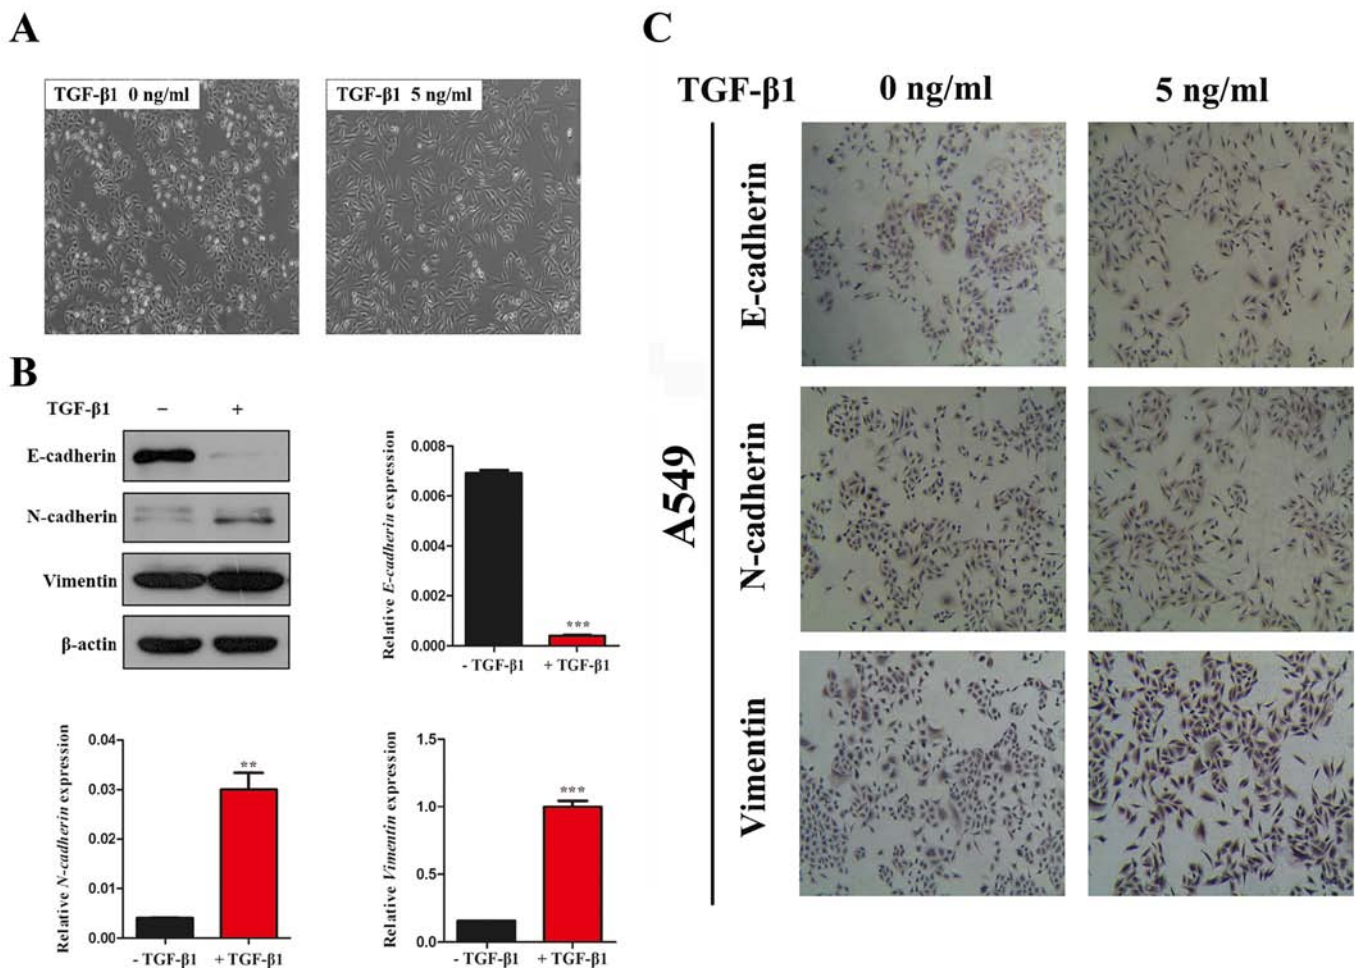 A
TGF-β1 0 ng/ml
TGF-β1 5 ng/ml
B
TGF-β1 – +
E-cadherin
N-cadherin
Vimentin
β-actin
Relative E-cadherin expression
0.008
0.006
0.004
0.002
0.000
***
- TGF-β1 + TGF-β1
Relative N-cadherin expression
0.04
0.03
0.02
0.01
0.00
**
- TGF-β1 + TGF-β1
Relative Vimentin expression
1.5
1.0
0.5
0.0
***
- TGF-β1 + TGF-β1
C
TGF-β1 0 ng/ml 5 ng/ml
A549
E-cadherin
N-cadherin
Vimentin